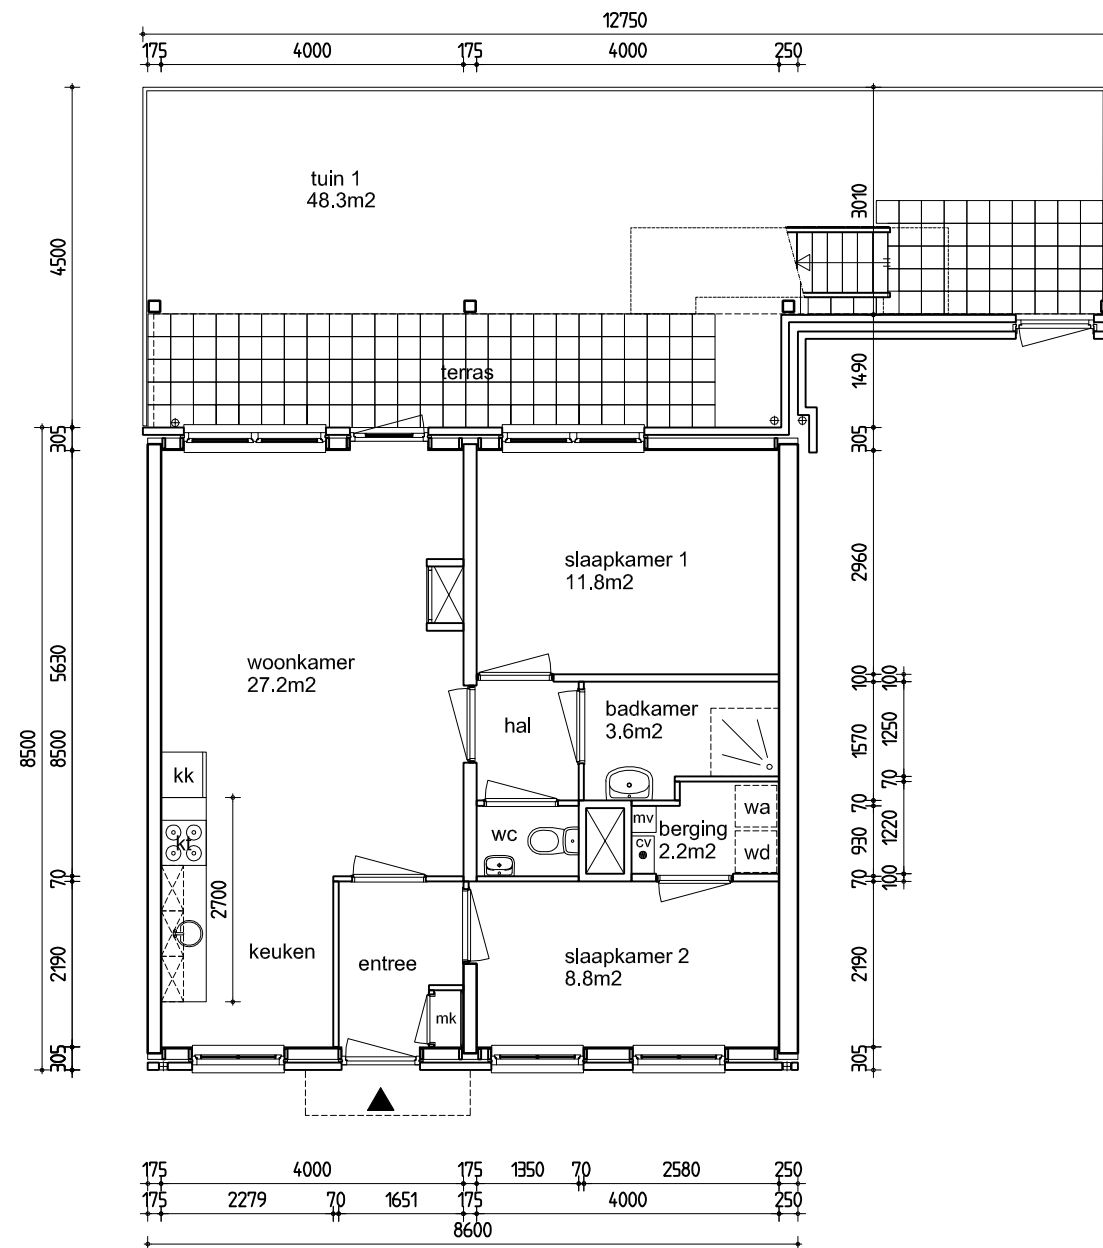 12750
175 4000 175 4000 250
tuin 1
48.3m2
3010
4500
terras
1490
305 305
slaapkamer 1
11.8m2
2960
woonkamer
27.2m2
5630
100 100
badkamer
3.6m2
hal
1250
1570
8500 8500
kk
70
70
wa
mv
berging
2.2m2
wc
kt
cv
wd
930 1220
70 70 100
2700
keuken
entree
slaapkamer 2
8.8m2
2190 2190
mk
305 305
175 4000 175 1350 70 2580 250
175 2279 70 1651 175 4000 250
8600